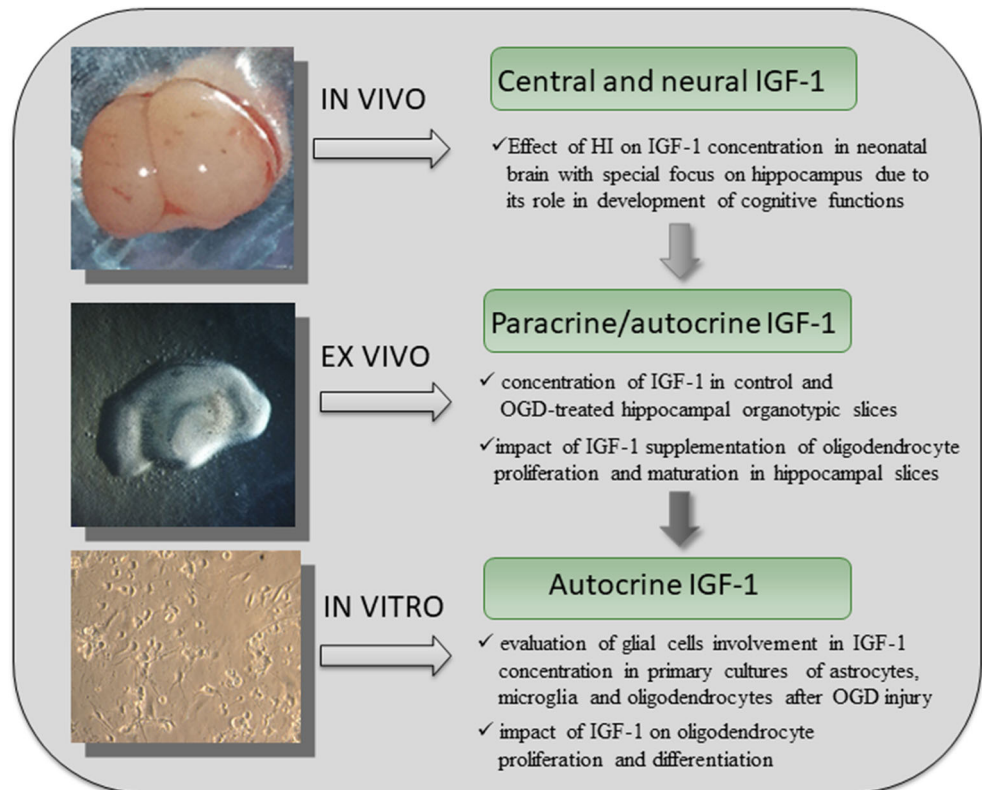 IN VIVO
Central and neural IGF-1
✓Effect of HI on IGF-1 concentration in neonatal
brain with special focus on hippocampus due to
its role in development of cognitive functions
EX VIVO
Paracrine/autocrine IGF-1
✓ concentration of IGF-1 in control and
OGD-treated hippocampal organotypic slices
✓impact of IGF-1 supplementation of oligodendrocyte
proliferation and maturation in hippocampal slices
IN VITRO
Autocrine IGF-1
✓ evaluation of glial cells involvement in IGF-1
concentration in primary cultures of astrocytes,
microglia and oligodendrocytes after OGD injury
✓ impact of IGF-1 on oligodendrocyte
proliferation and differentiation